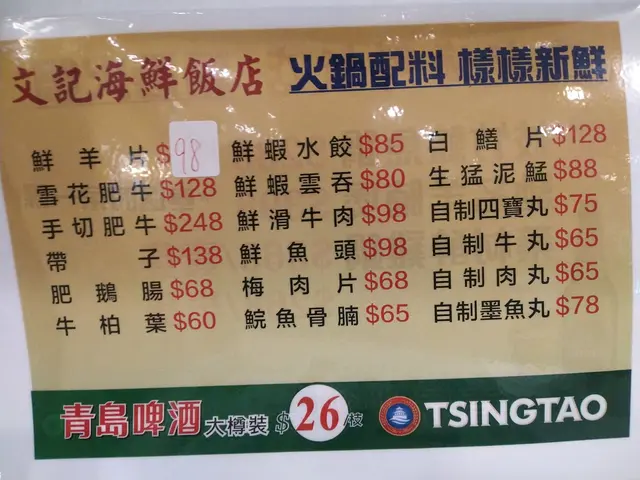 文記海鮮飯店 火鍋配料 樣樣新鮮
鮮羊片 $98
雪花肥牛 $128
手切肥牛 $248
帶子 $138
肥鵝腸 $68
牛柏葉 $60
鮮蝦水餃 $85
鮮蝦雲吞 $80
鮮滑牛肉 $98
鮮魚頭 $98
梅肉片 $68
鯇魚骨腩 $65
白鱔片 $128
生猛泥鯭 $88
自制四寶丸 $75
自制牛丸 $65
自制肉丸 $65
自制墨魚丸 $78
青島啤酒 大樽裝 $26/枝 TSINGTAO